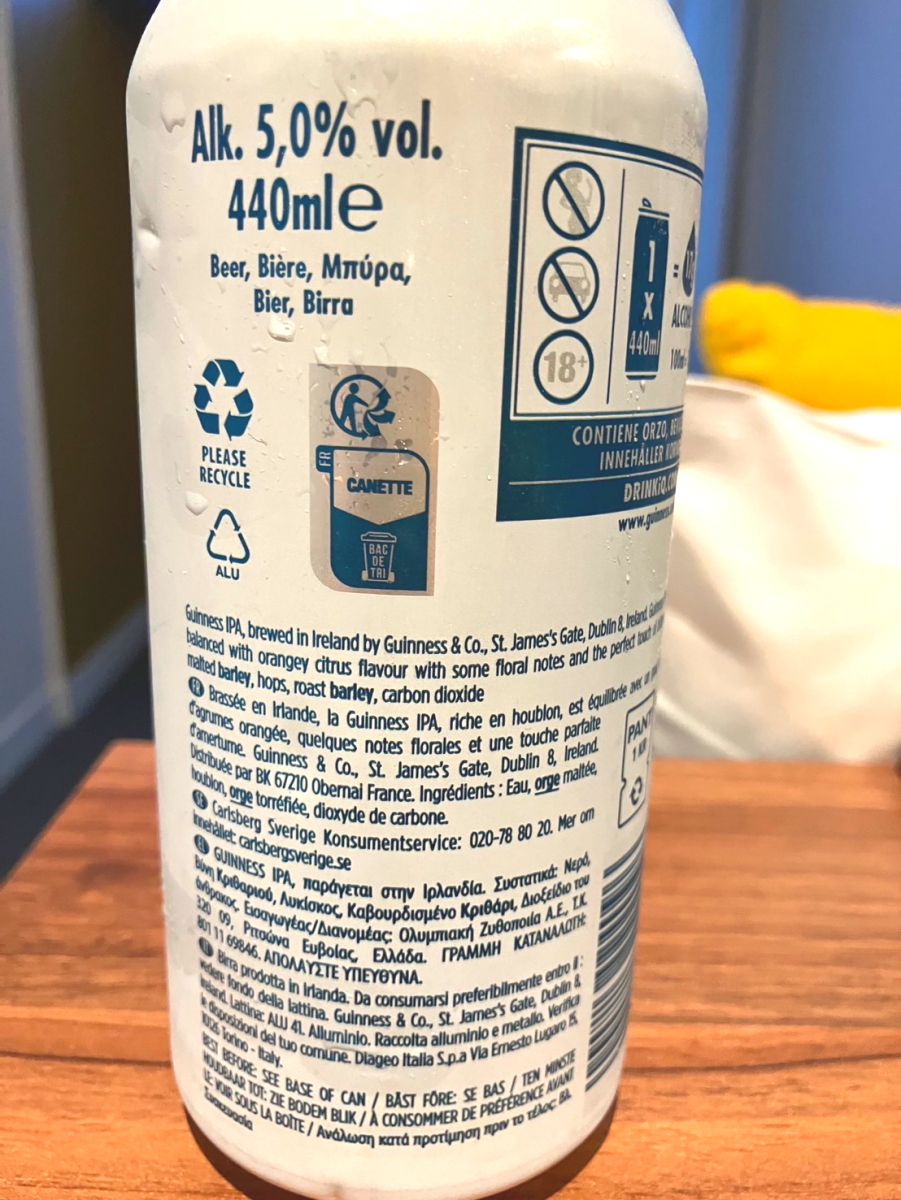 Alk. 5,0% vol.
440ml e
Beer, Bière, Μπύρα,
Bier, Birra
18+
1
X
440ml
=
100ml
CONTIENE ORZO,
INNEHÅLLER
DRINKiQ.CO
www.guinness
PLEASE
RECYCLE
ALU
FR
CANETTE
BAC
DE
TRI
Guinness IPA, brewed in Ireland by Guinness & Co., St. James's Gate, Dublin 8, Ireland.
balanced with orangey citrus flavour with some floral notes and the perfect touch of
malted barley, hops, roast barley, carbon dioxide
FR Brassée en Irlande, la Guinness IPA, riche en houblon, est équilibrée avec un
d'agrumes orangée, quelques notes florales et une touche parfaite
d'amertume. Guinness & Co., St. James's Gate, Dublin 8, Ireland.
Distribuée par BK 67210 Obernai France. Ingrédients : Eau, orge maltée,
houblon, orge torréfiée, dioxyde de carbone.
Carlsberg Sverige Konsumentservice: 020-78 80 20. Mer om
innehållet: carlsbergsverige.se
GUINNESS IPA, παράγεται στην Ιρλανδία. Συστατικά: Νερό,
Βύνη Κριθαριού, Λυκίσκος, Καβουρδισμένο Κριθάρι, Διοξείδιο του
άνθρακος. Εισαγωγέας/Διανομέας: Ολυμπιακή Ζυθοποιία Α.Ε., Τ.Κ.
320 09, Ριτσώνα Ευβοίας, Ελλάδα. ΓΡΑΜΜΗ ΚΑΤΑΝΑΛΩΤΗ:
801 11 69846. ΑΠΟΛΑΥΣΤΕ ΥΠΕΥΘΥΝΑ.
IT Birra prodotta in Irlanda. Da consumarsi preferibilmente entro il :
vedere fondo della lattina. Guinness & Co., St. James's Gate, Dublin 8,
Ireland. Lattina: ALU 41. Alluminio. Raccolta alluminio e metallo. Verifica
le disposizioni del tuo comune. Diageo Italia S.p.a Via Ernesto Lugaro 15,
10126 Torino - Italy.
BEST BEFORE: SEE BASE OF CAN / BÄST FÖRE: SE BAS / TEN MINSTE
HOUDBAAR TOT: ZIE BODEM BLIK / À CONSOMMER DE PRÉFÉRENCE AVANT
LE VOIR SOUS LA BOÎTE / Ανάλωση κατά προτίμηση πριν το τέλος: Βλ.
Συσκευασία
PANT
1 KR